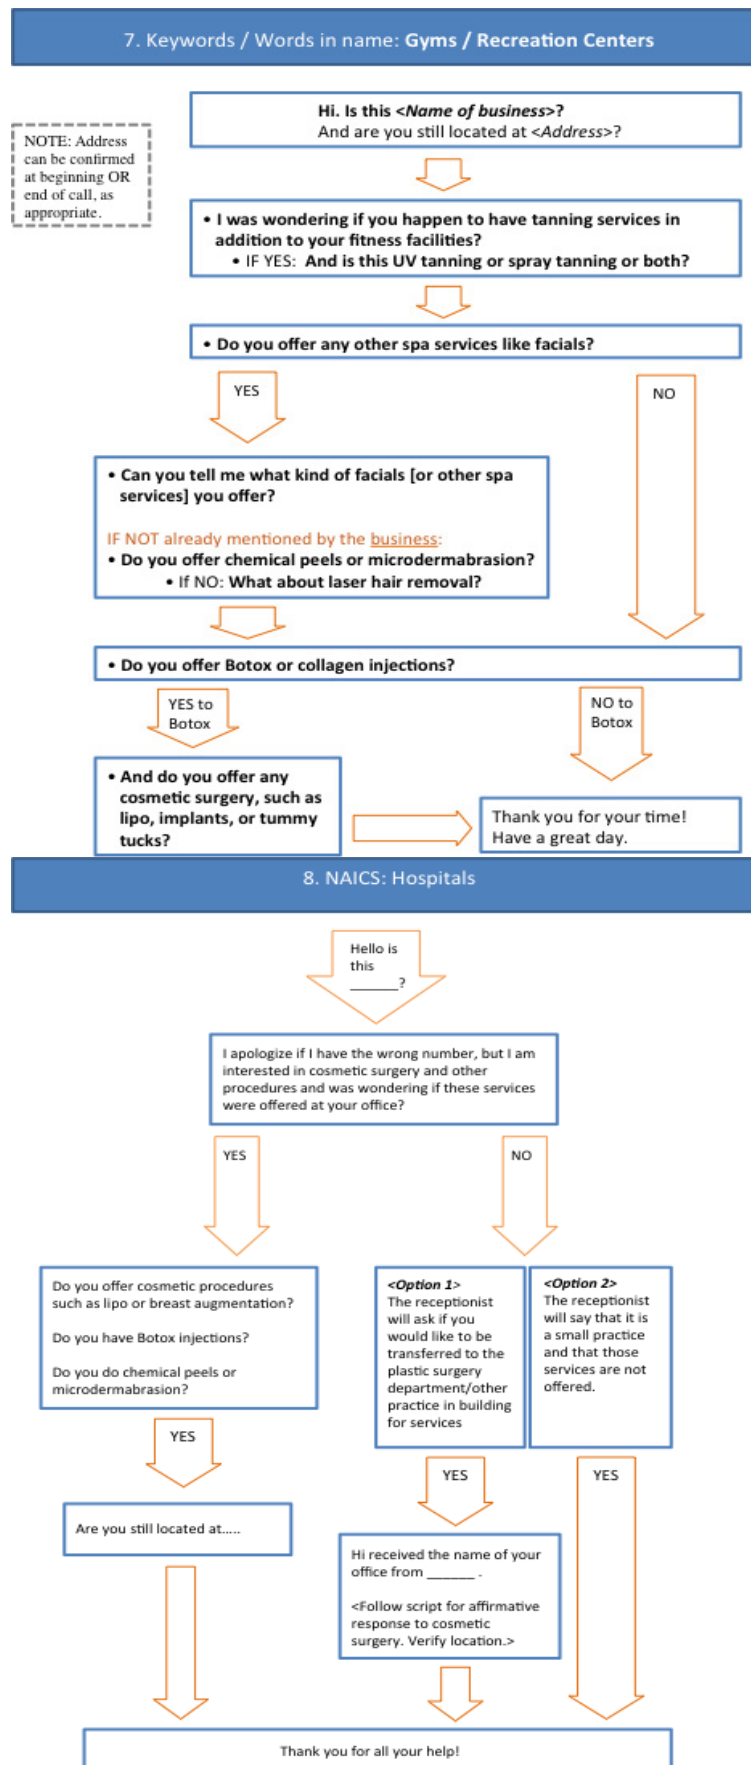 7. Keywords / Words in name: Gyms / Recreation Centers
Hi. Is this <Name of business>?
And are you still located at <Address>?
NOTE: Address
can be confirmed
at beginning OR
end of call, as
appropriate.
• I was wondering if you happen to have tanning services in
addition to your fitness facilities?
• IF YES: And is this UV tanning or spray tanning or both?
• Do you offer any other spa services like facials?
YES
NO
• Can you tell me what kind of facials [or other spa
services] you offer?
IF NOT already mentioned by the business:
• Do you offer chemical peels or microdermabrasion?
• If NO: What about laser hair removal?
• Do you offer Botox or collagen injections?
YES to
Botox
NO to
Botox
• And do you offer any
cosmetic surgery, such as
lipo, implants, or tummy
tucks?
Thank you for your time!
Have a great day.
8. NAICS: Hospitals
Hello is
this
______?
I apologize if I have the wrong number, but I am
interested in cosmetic surgery and other
procedures and was wondering if these services
were offered at your office?
YES
NO
Do you offer cosmetic procedures
such as lipo or breast augmentation?
Do you have Botox injections?
Do you do chemical peels or
microdermabrasion?
<Option 1>
The receptionist
will ask if you
would like to be
transferred to the
plastic surgery
department/other
practice in building
for services
<Option 2>
The receptionist
will say that it is
a small practice
and that those
services are not
offered.
YES
YES
YES
Are you still located at.....
Hi received the name of your
office from ______ .
<Follow script for affirmative
response to cosmetic
surgery. Verify location.>
Thank you for all your help!